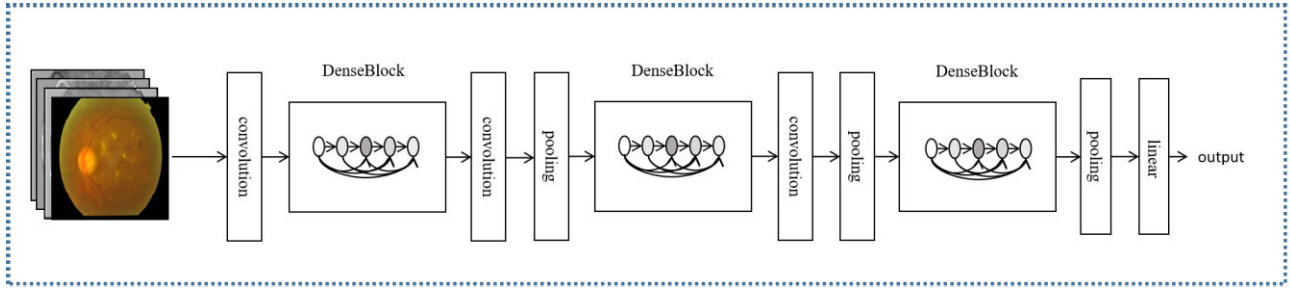 convolution
DenseBlock
convolution
pooling
DenseBlock
convolution
pooling
DenseBlock
pooling
linear
output